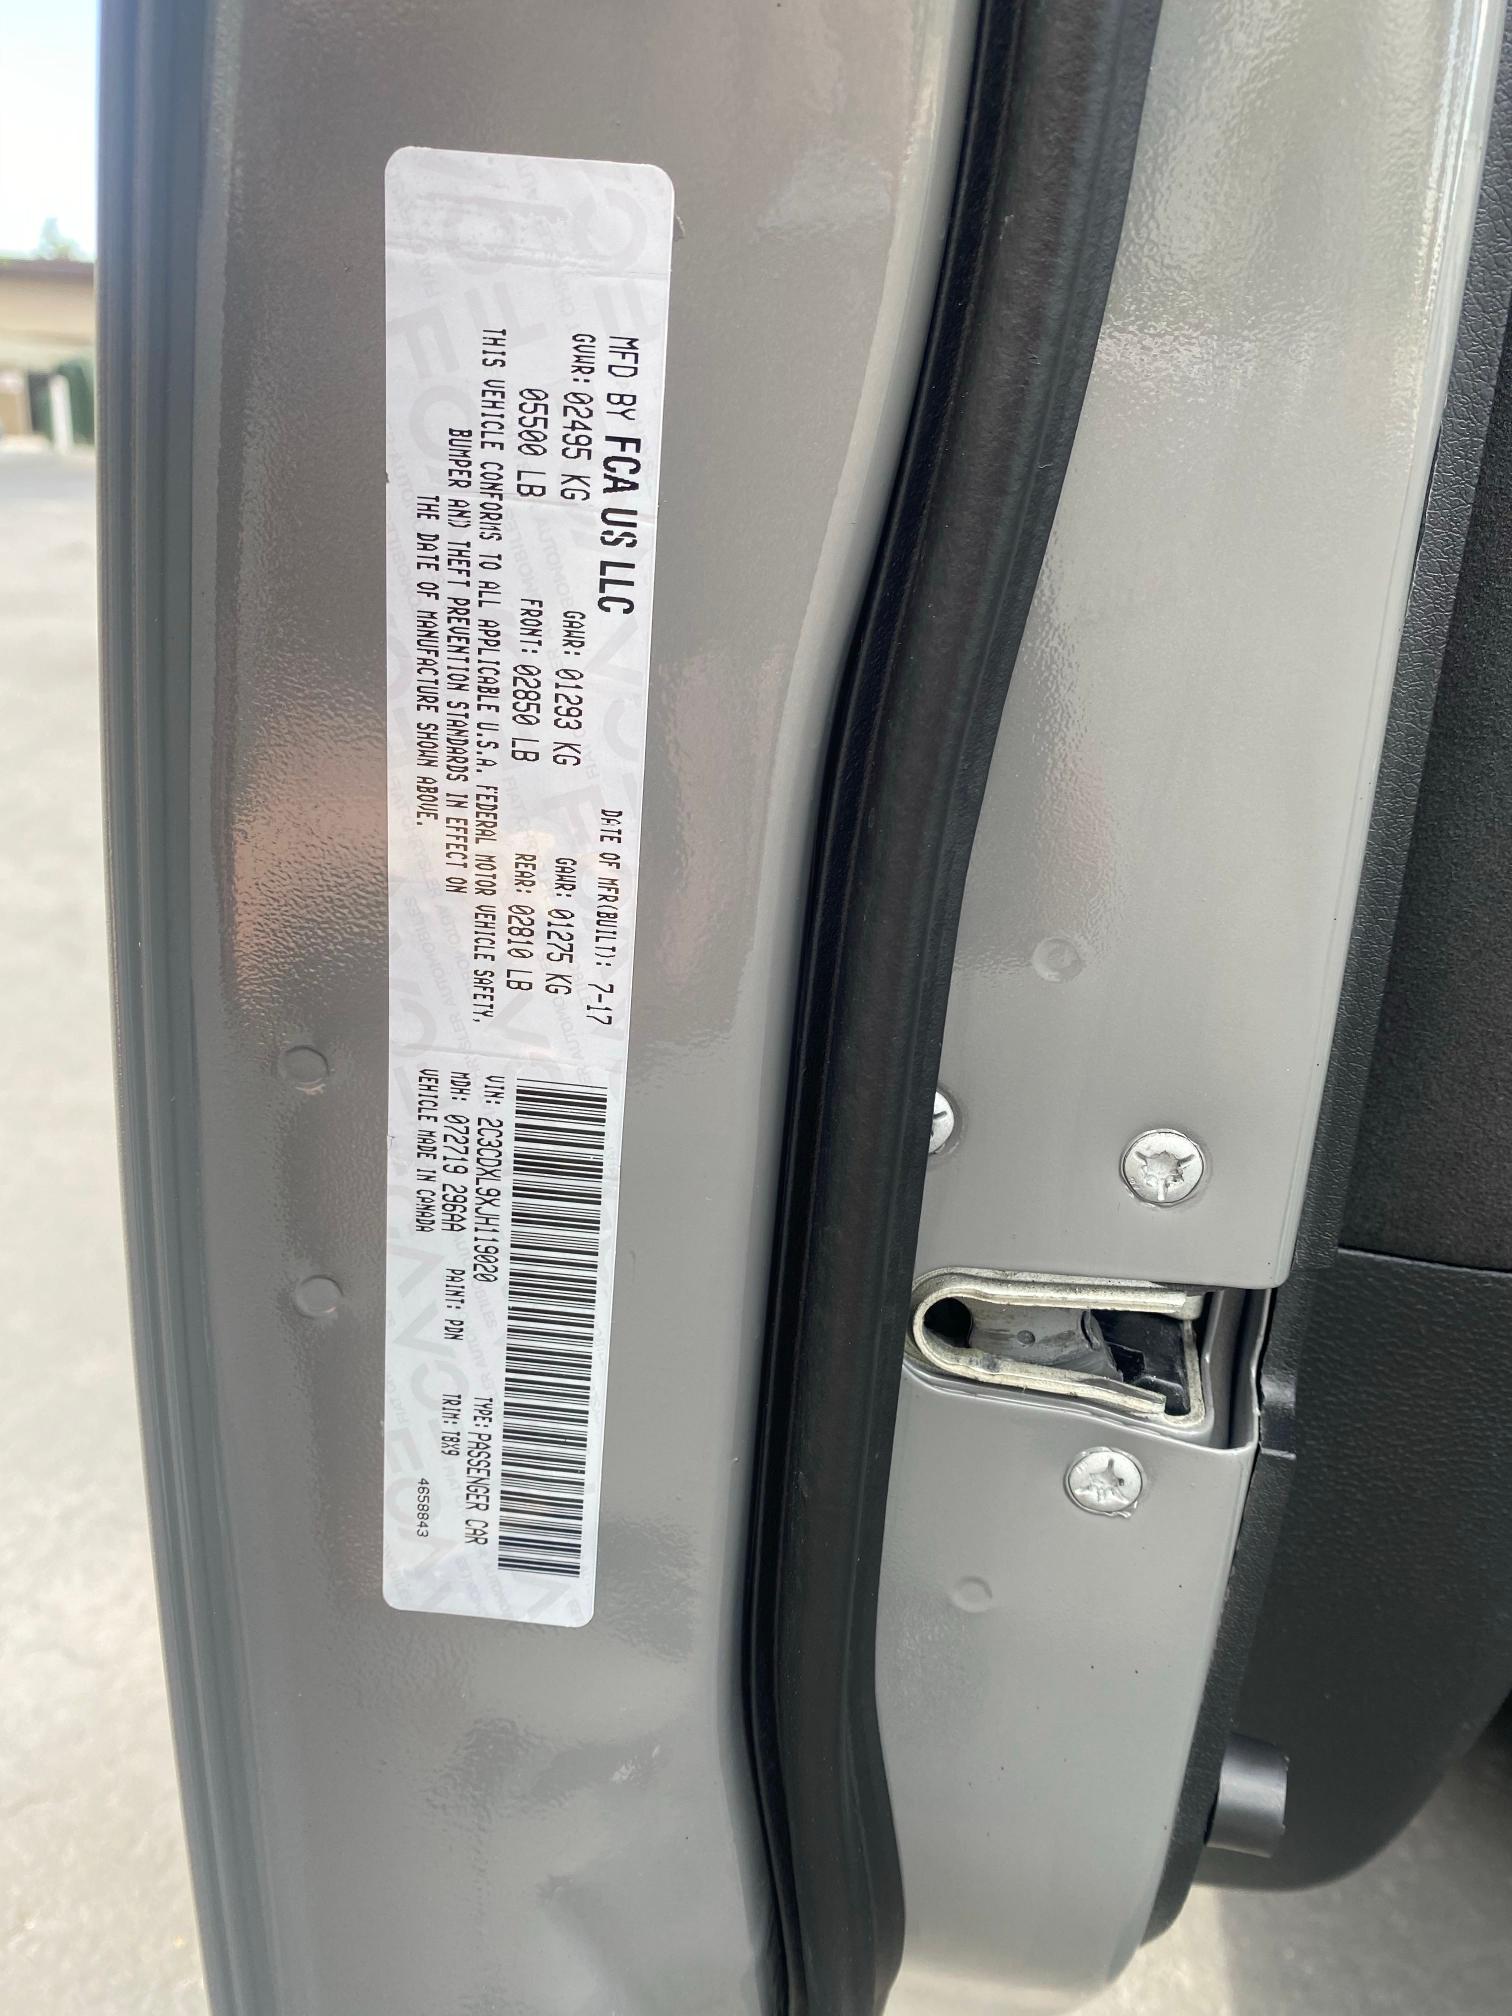 MFD BY FCA US LLC DATE OF MFR(BUILT): 7-17
GVWR: 02495 KG GAWR: 01293 KG GAWR: 01275 KG
05500 LB FRONT: 02850 LB REAR: 02810 LB
THIS VEHICLE CONFORMS TO ALL APPLICABLE U.S.A. FEDERAL MOTOR VEHICLE SAFETY,
BUMPER AND THEFT PREVENTION STANDARDS IN EFFECT ON
THE DATE OF MANUFACTURE SHOWN ABOVE.
VIN: 2C3CDXL9XJH119020 TYPE: PASSENGER CAR
MDH: 072719 296AA PAINT: PDN TRIM: T8X9
VEHICLE MADE IN CANADA 4658843